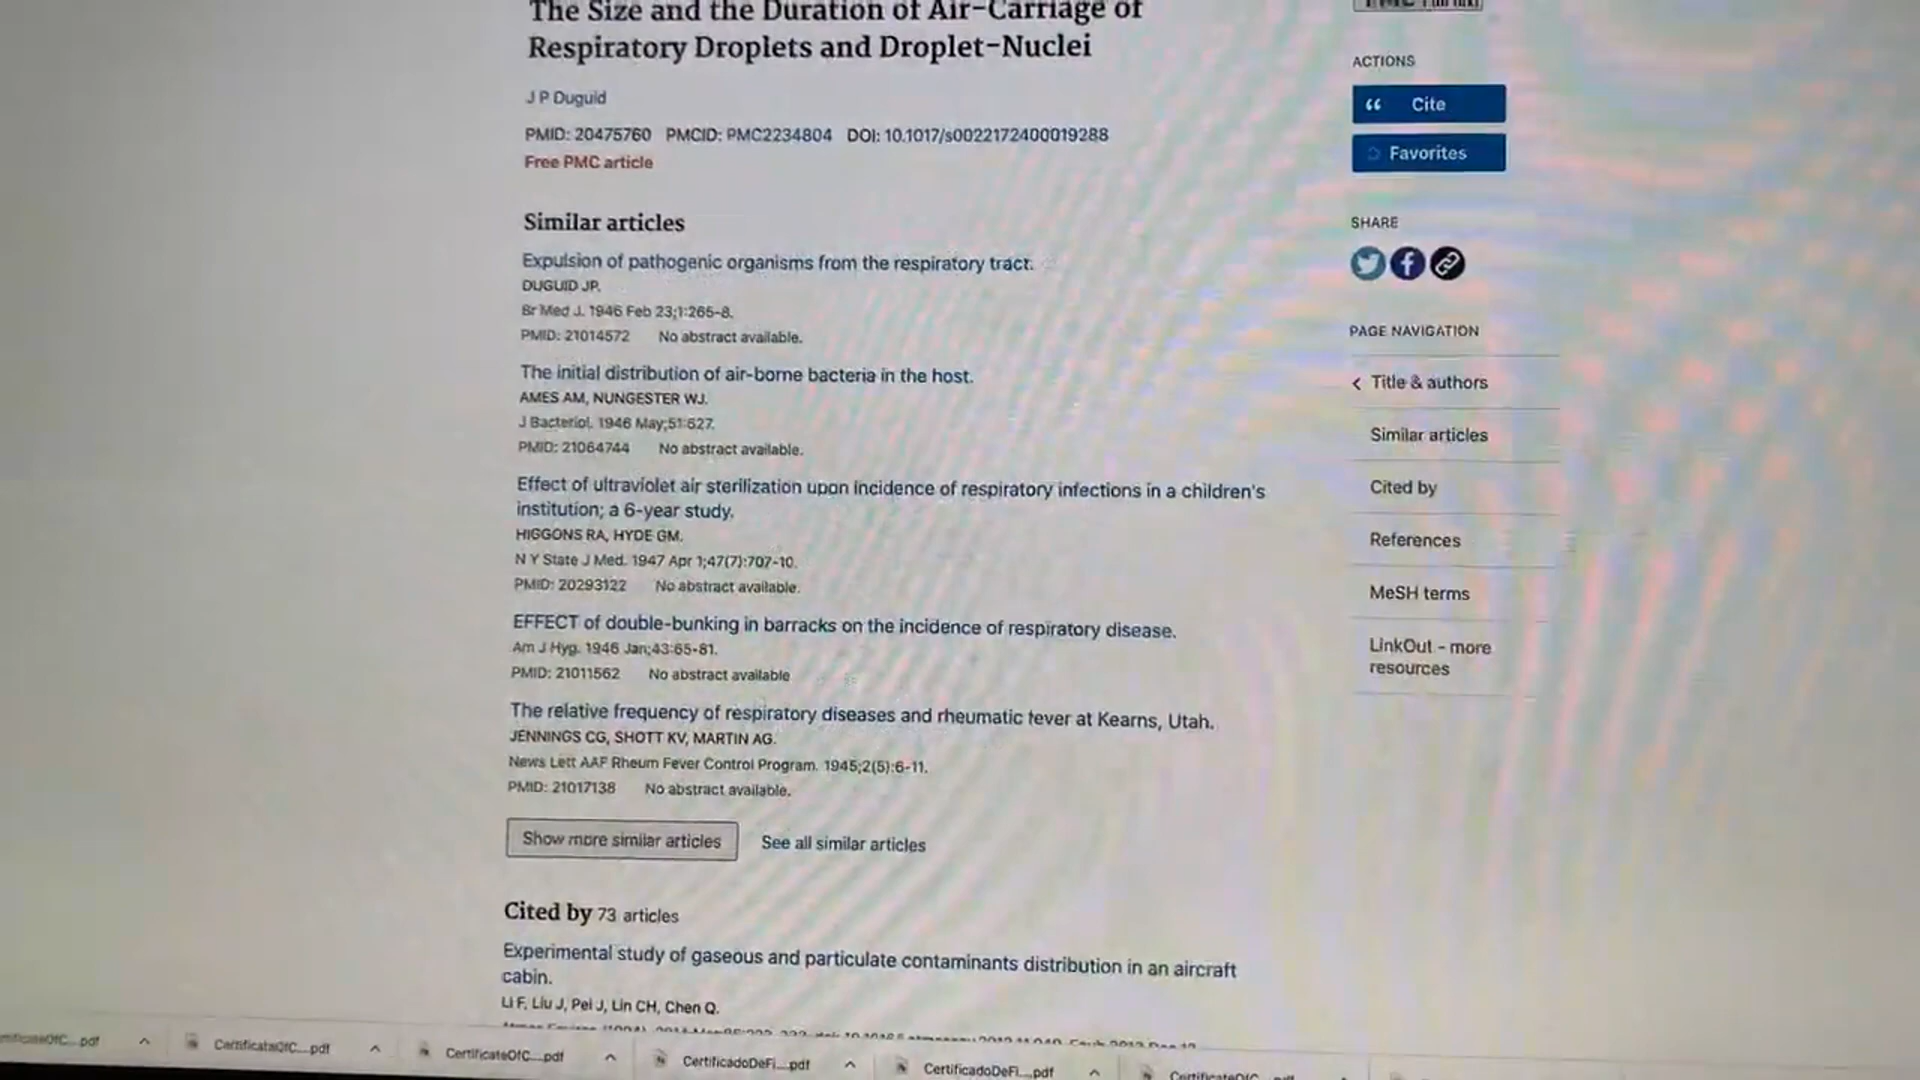 The Size and the Duration of Air-Carriage of
Respiratory Droplets and Droplet-Nuclei
J P Duguid
PMID: 20475760 PMCID: PMC2234804 DOI: 10.1017/s0022172400019288
Free PMC article
Similar articles
Expulsion of pathogenic organisms from the respiratory tract.
DUGUID JP.
Br Med J. 1946 Feb 23;1:265-8.
PMID: 21014572 No abstract available.
The initial distribution of air-borne bacteria in the host.
AMES AM, NUNGESTER WJ.
J Bacteriol. 1946 May;51:627.
PMID: 21064744 No abstract available.
Effect of ultraviolet air sterilization upon incidence of respiratory infections in a children's
institution; a 6-year study.
HIGGONS RA, HYDE GM.
N Y State J Med. 1947 Apr 1;47(7):707-10.
PMID: 20293122 No abstract available.
EFFECT of double-bunking in barracks on the incidence of respiratory disease.
Am J Hyg. 1946 Jan;43:65-81.
PMID: 21011562 No abstract available
The relative frequency of respiratory diseases and rheumatic fever at Kearns, Utah.
JENNINGS CG, SHOTT KV, MARTIN AG.
News Lett AAF Rheum Fever Control Program. 1945;2(5):6-11.
PMID: 21017138 No abstract available.
Show more similar articles See all similar articles
Cited by 73 articles
Experimental study of gaseous and particulate contaminants distribution in an aircraft
cabin.
Li F, Liu J, Pei J, Lin CH, Chen Q.
ACTIONS
Cite
Favorites
SHARE
PAGE NAVIGATION
Title & authors
Similar articles
Cited by
References
MeSH terms
LinkOut - more
resources
CertificateOfC....pdf
CertificateOfC....pdf
CertificadoDeFi....pdf
CertificadoDeFi....pdf